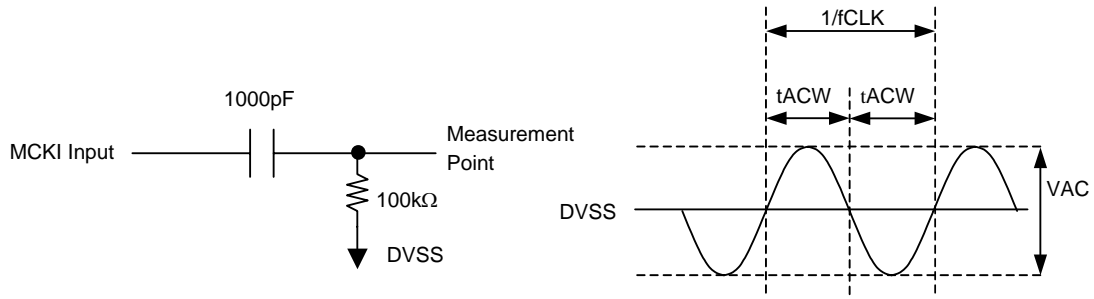 1000pF
MCKI Input
Measurement
Point
100kΩ
DVSS
1/fCLK
tACW
tACW
VAC
DVSS